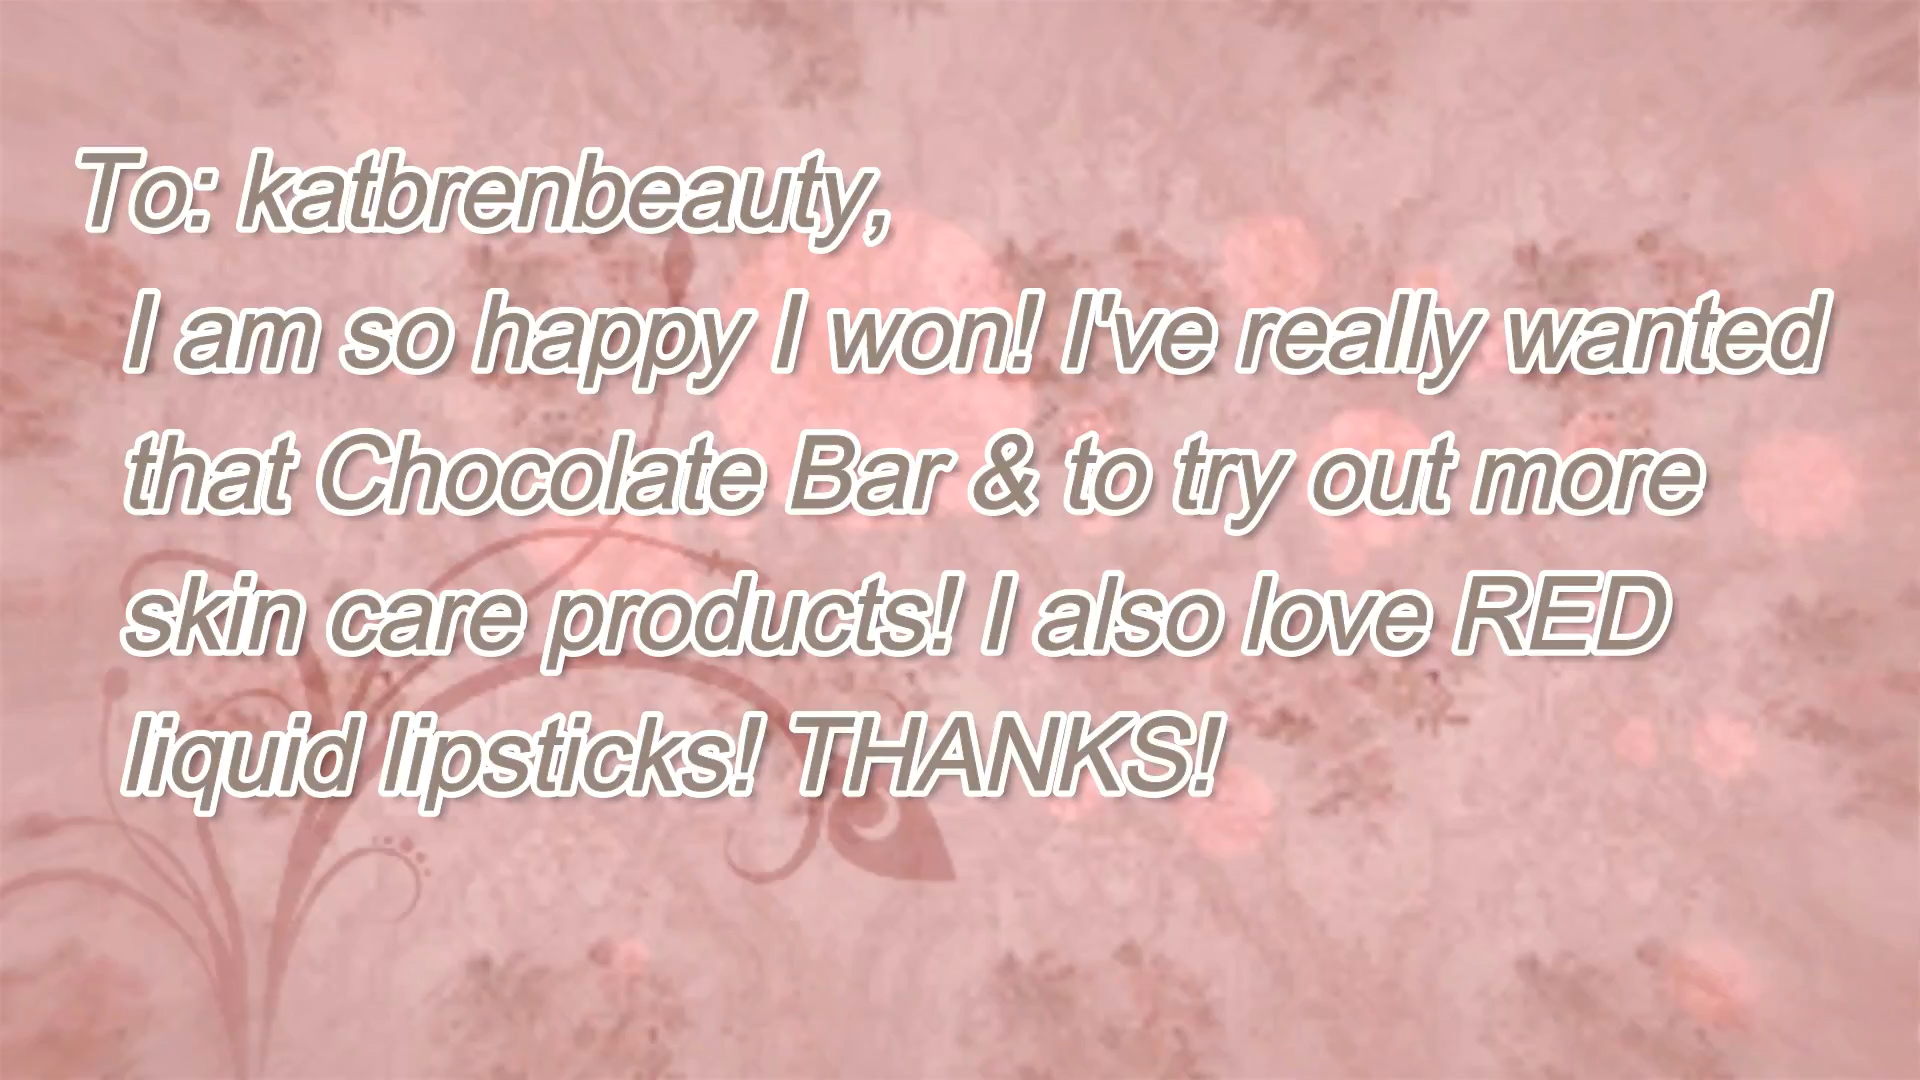 To: katbrenbeauty,
I am so happy I won! I've really wanted
that Chocolate Bar & to try out more
skin care products! I also love RED
liquid lipsticks! THANKS!